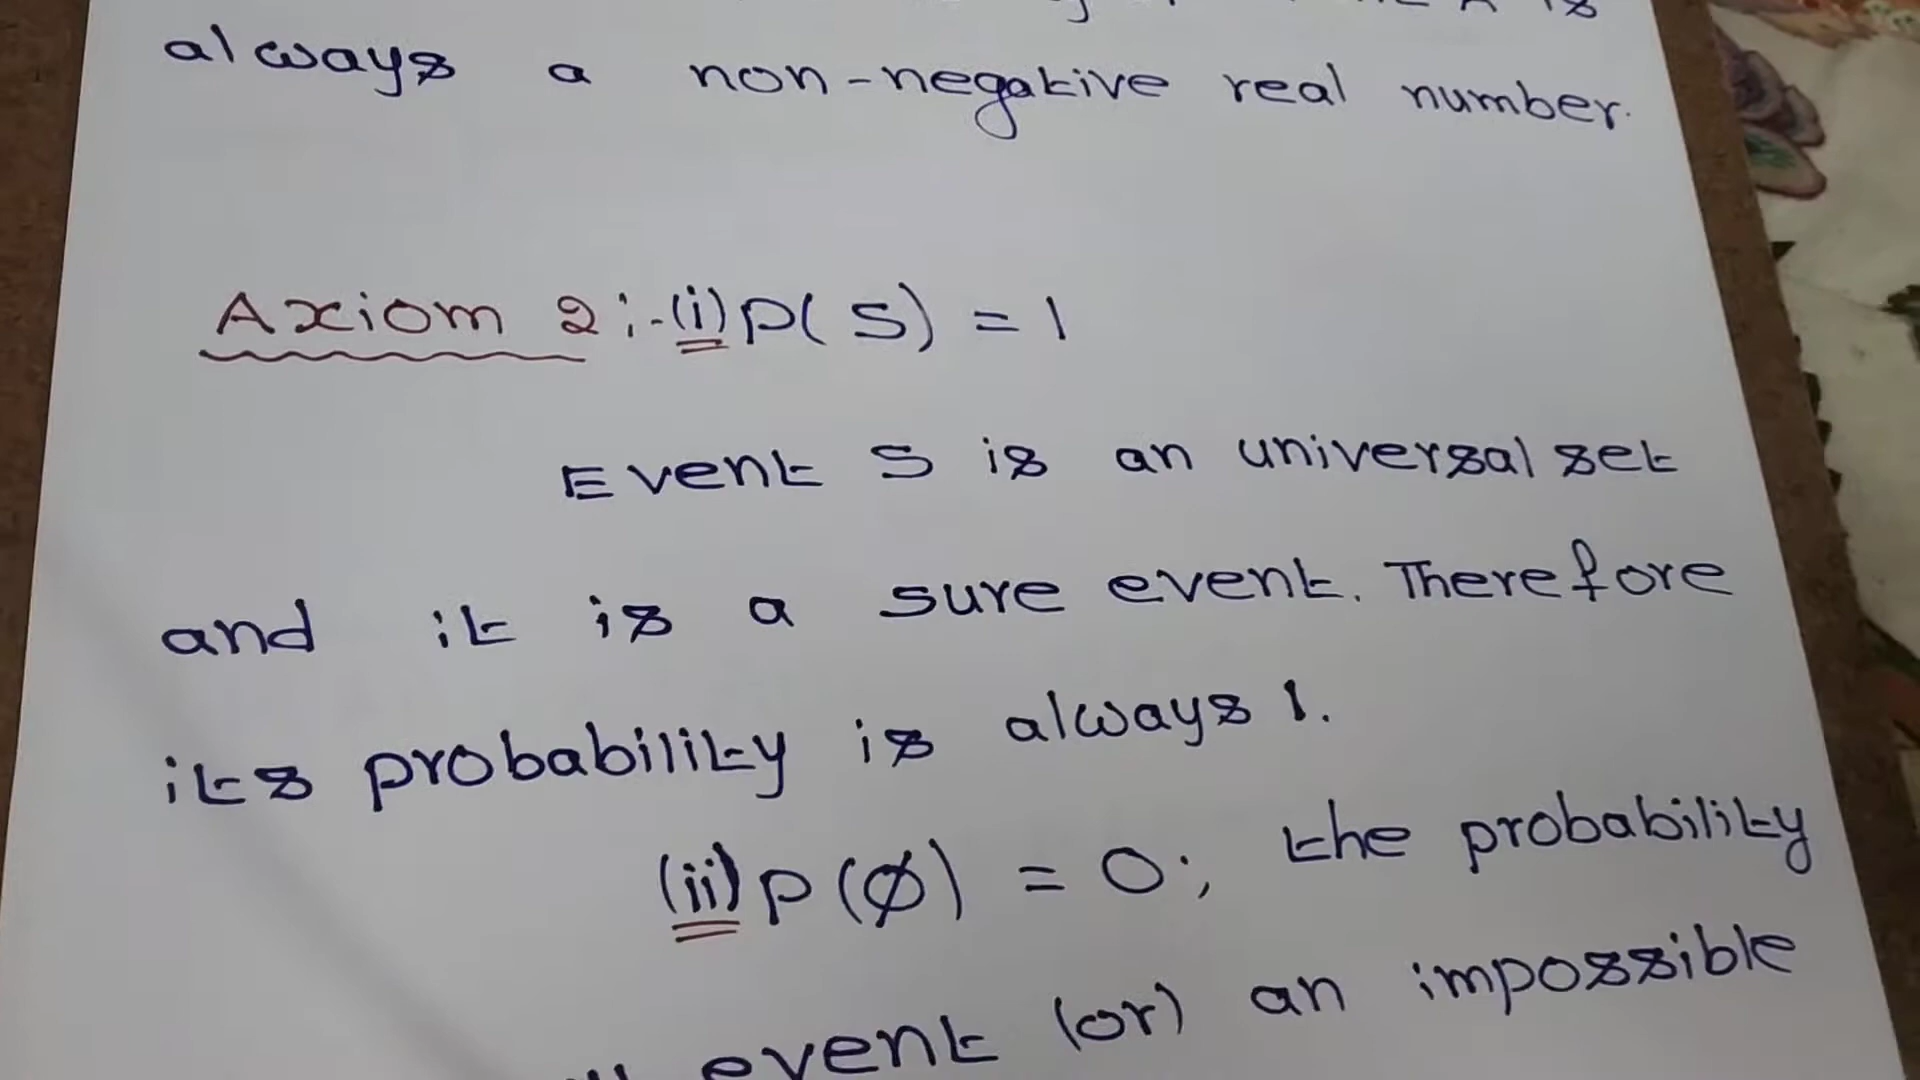 is
always a non-negative real number.
Axiom 2:-(i)P(S) = 1
Event S is an universal set
and it is a sure event. Therefore
its probability is always 1.
(ii)P(Ø) = 0; the probability
event (or) an impossible